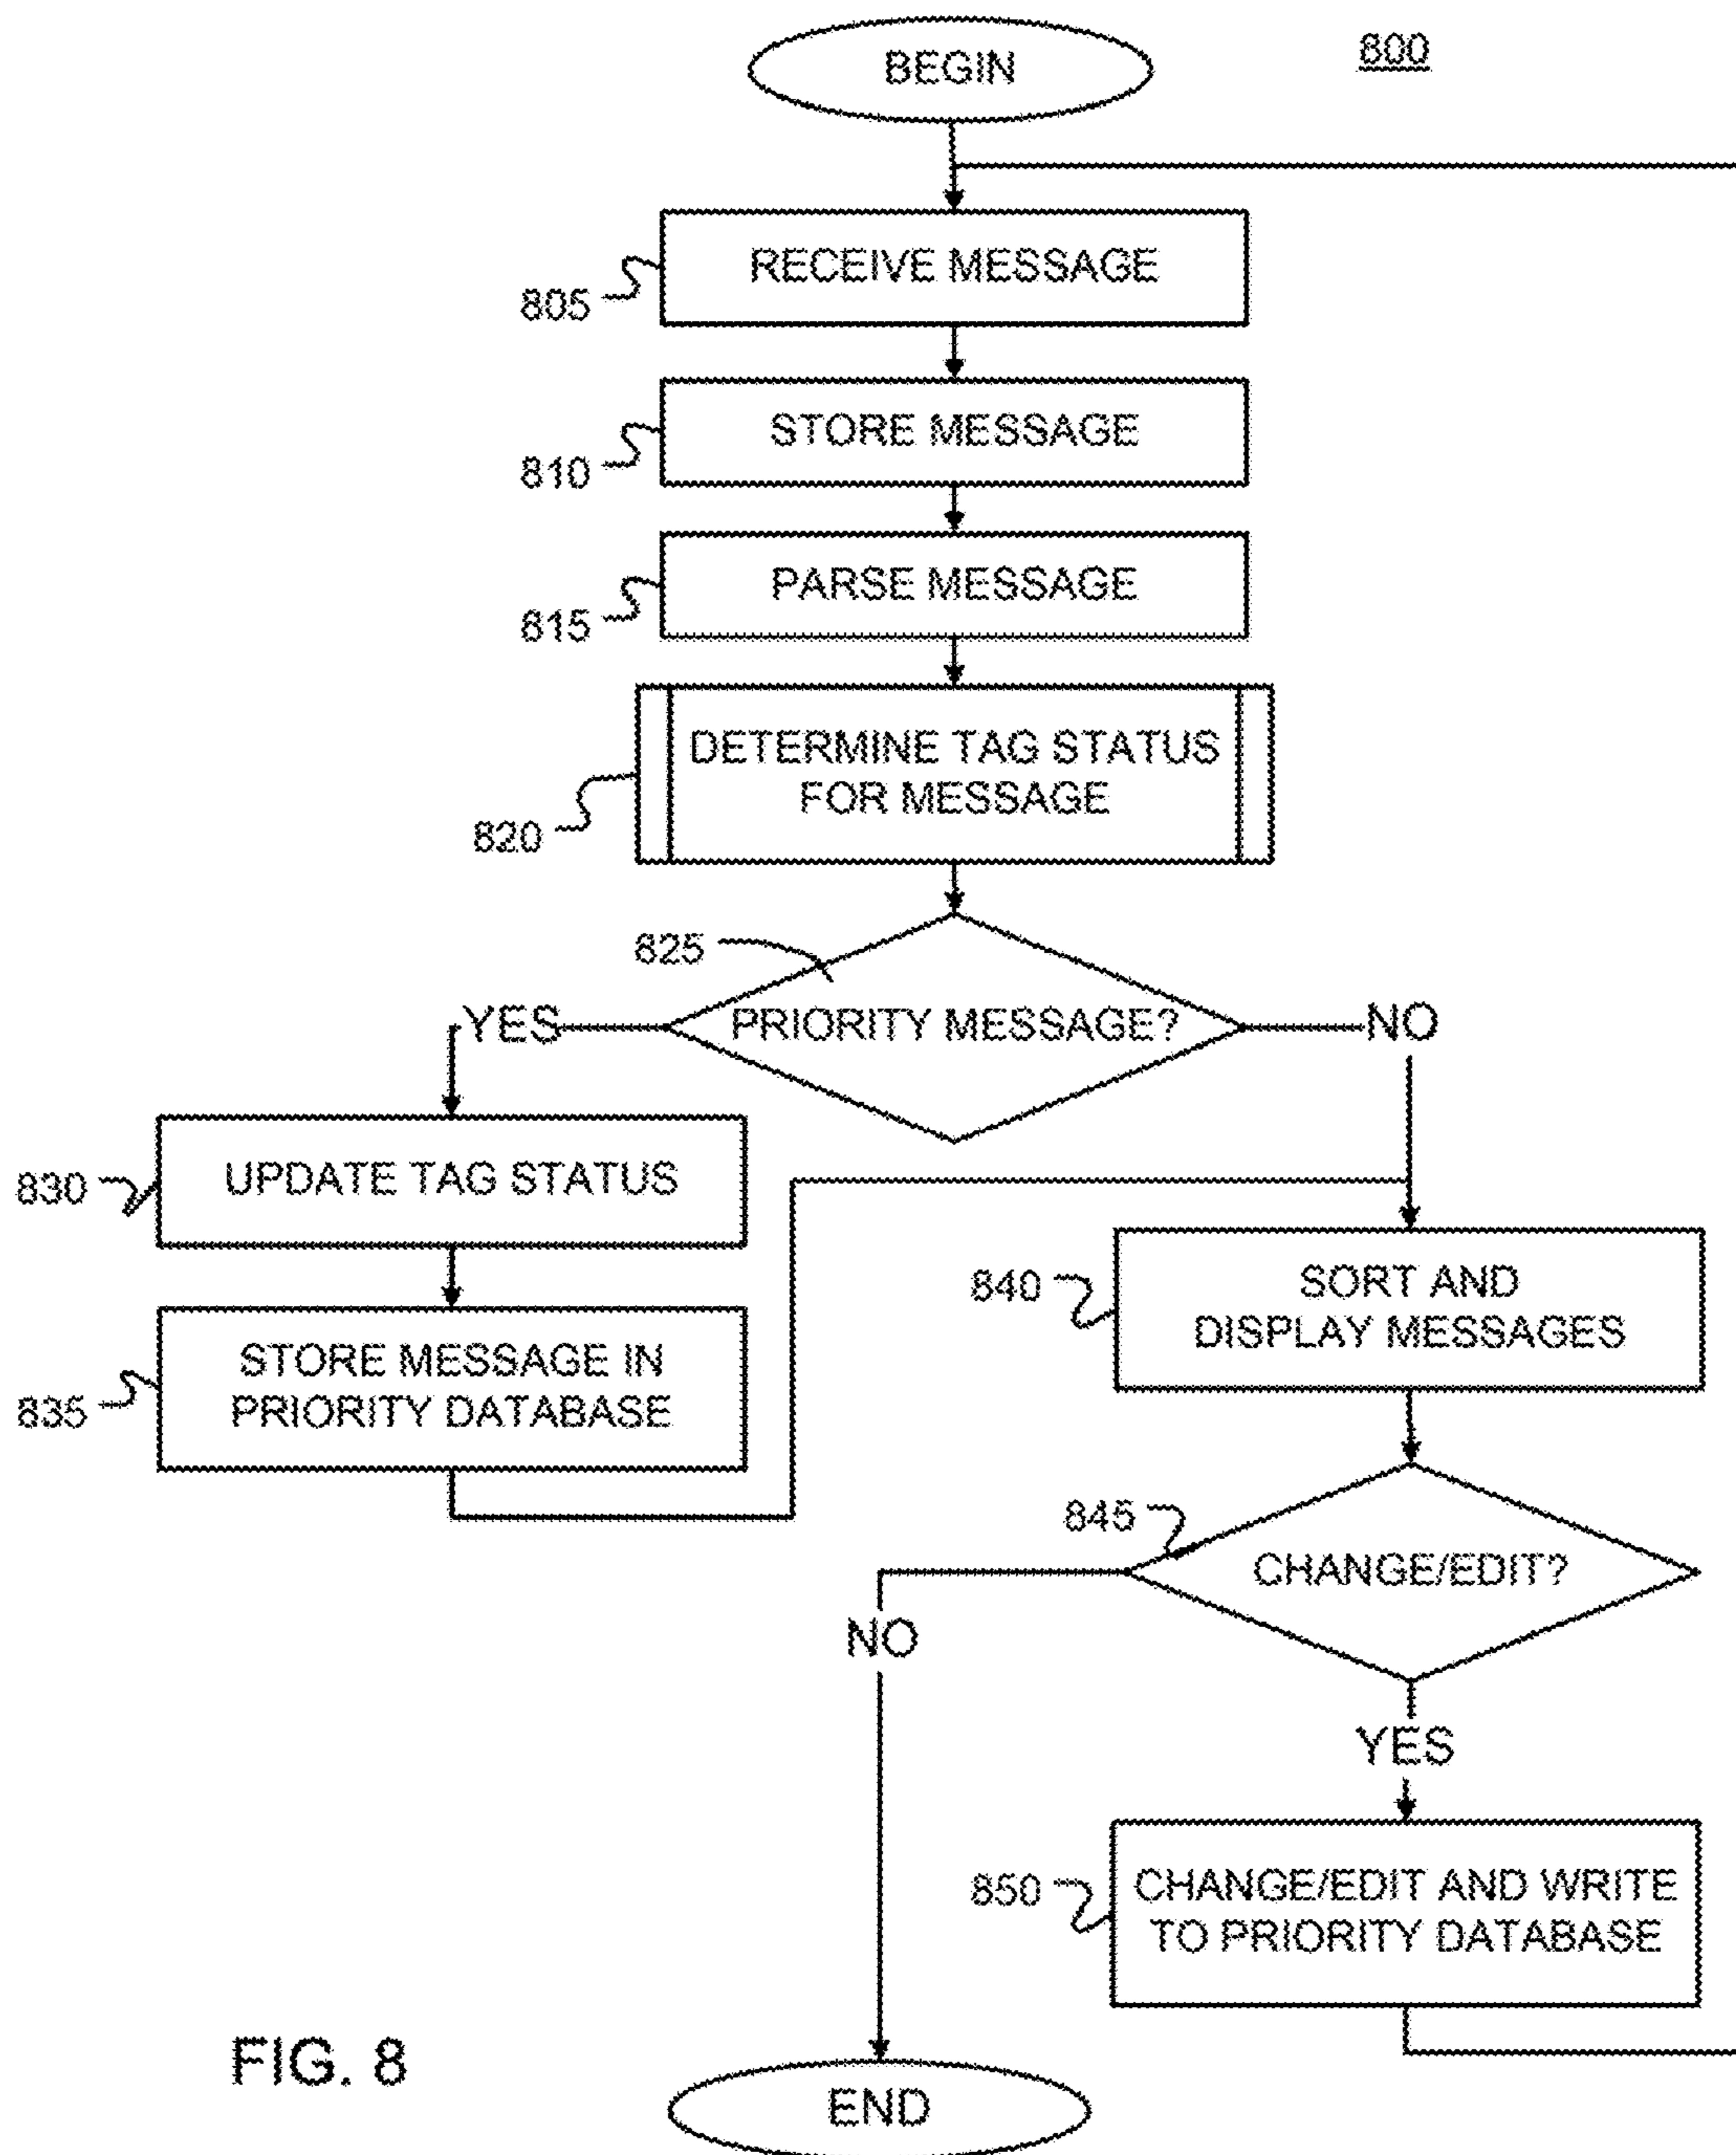 BEGIN
800
RECEIVE MESSAGE
805
STORE MESSAGE
810
PARSE MESSAGE
815
DETERMINE TAG STATUS
FOR MESSAGE
820
825
YES
PRIORITY MESSAGE?
NO
UPDATE TAG STATUS
830
STORE MESSAGE IN
PRIORITY DATABASE
835
840
SORT AND
DISPLAY MESSAGES
845
CHANGE/EDIT?
NO
YES
850
CHANGE/EDIT AND WRITE
TO PRIORITY DATABASE
FIG. 8
END